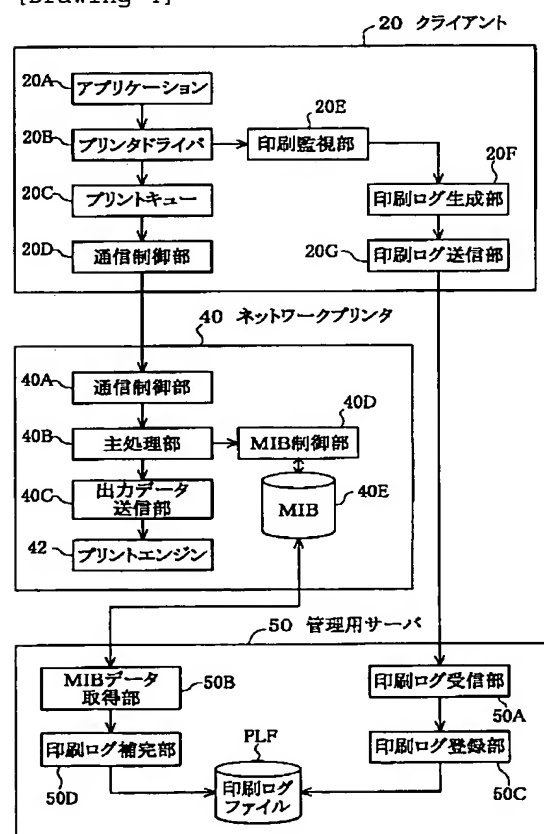 [Drawing 4]
20 クライアント
20A アプリケーション
20B プリンタドライバ
20E
印刷監視部
20F
20C プリントキュー
印刷ログ生成部
20D 通信制御部
20G 印刷ログ送信部
40 ネットワークプリンタ
40A 通信制御部
40B 主処理部
40D
MIB制御部
40C 出力データ
送信部
MIB
40E
42 プリントエンジン
50 管理用サーバ
MIBデータ
取得部
50B
印刷ログ受信部
50A
印刷ログ補完部
50D
PLF
印刷ログ
ファイル
印刷ログ登録部
50C